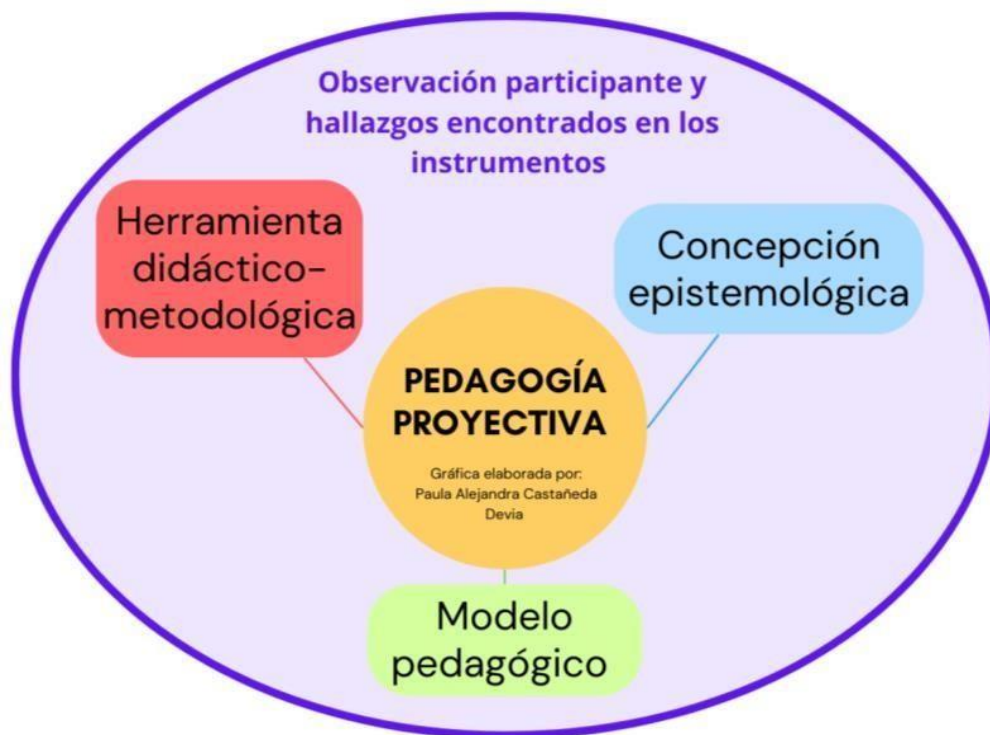 Observación participante y
hallazgos encontrados en los
instrumentos
Herramienta
didáctico-
metodológica
Concepción
epistemológica
PEDAGOGÍA
PROYECTIVA
Gráfica elaborada por:
Paula Alejandra Castañeda
Devia
Modelo
pedagógico